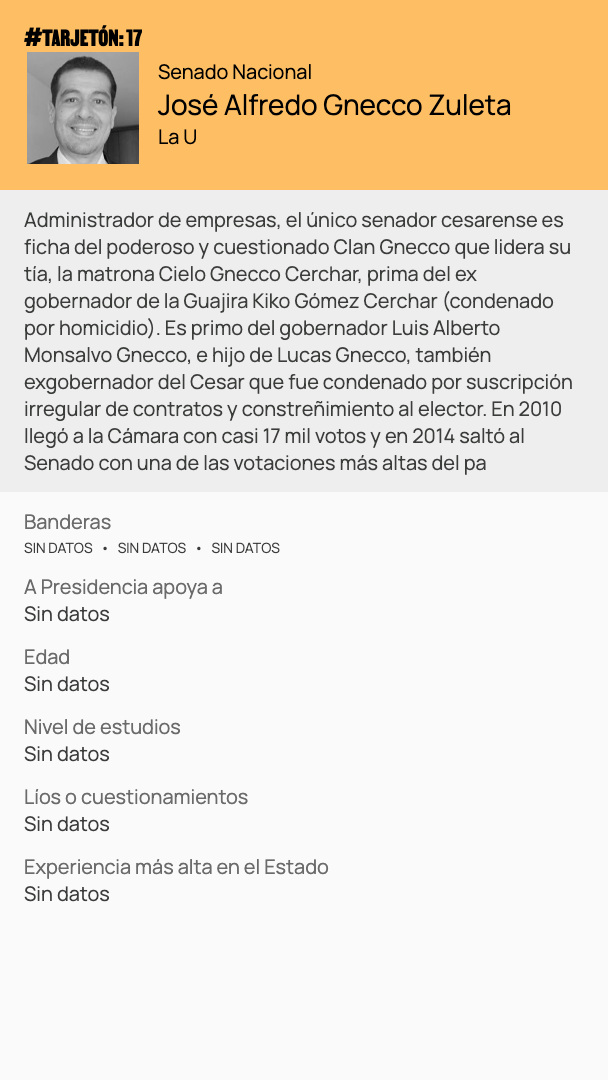 #TARJETÓN: 17
Senado Nacional
José Alfredo Gnecco Zuleta
La U
Administrador de empresas, el único senador cesarense es
ficha del poderoso y cuestionado Clan Gnecco que lidera su
tía, la matrona Cielo Gnecco Cerchar, prima del ex
gobernador de la Guajira Kiko Gómez Cerchar (condenado
por homicidio). Es primo del gobernador Luis Alberto
Monsalvo Gnecco, e hijo de Lucas Gnecco, también
exgobernador del Cesar que fue condenado por suscripción
irregular de contratos y constreñimiento al elector. En 2010
llegó a la Cámara con casi 17 mil votos y en 2014 saltó al
Senado con una de las votaciones más altas del pa
Banderas
SIN DATOS • SIN DATOS • SIN DATOS
A Presidencia apoya a
Sin datos
Edad
Sin datos
Nivel de estudios
Sin datos
Líos o cuestionamientos
Sin datos
Experiencia más alta en el Estado
Sin datos